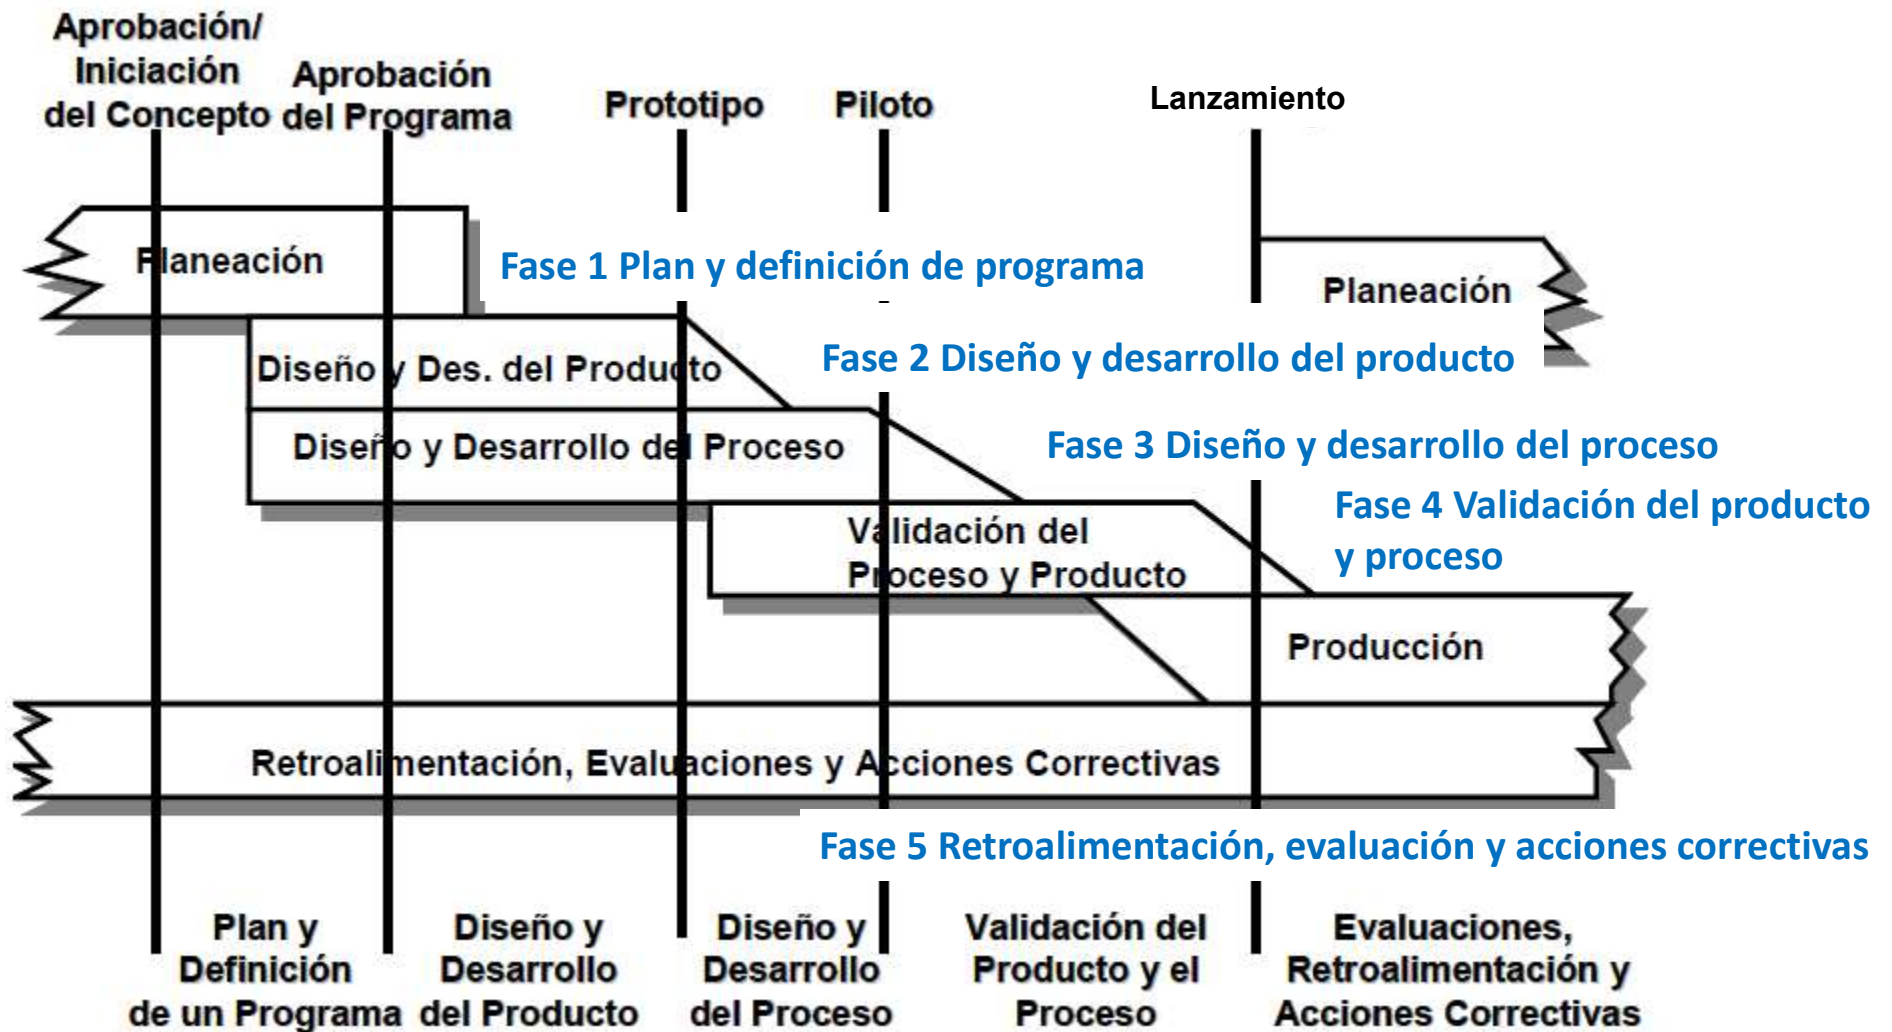 Aprobación/
Iniciación
del Concepto
Aprobación
del Programa
Prototipo
Piloto
Lanzamiento
Planeación
Fase 1 Plan y definición de programa
Planeación
Diseño y Des. del Producto
Fase 2 Diseño y desarrollo del producto
Diseño y Desarrollo del Proceso
Fase 3 Diseño y desarrollo del proceso
Validación del
Proceso y Producto
Fase 4 Validación del producto
y proceso
Producción
Retroalimentación, Evaluaciones y Acciones Correctivas
Fase 5 Retroalimentación, evaluación y acciones correctivas
Plan y
Definición
de un Programa
Diseño y
Desarrollo
del Producto
Diseño y
Desarrollo
del Proceso
Validación del
Producto y el
Proceso
Evaluaciones,
Retroalimentación y
Acciones Correctivas